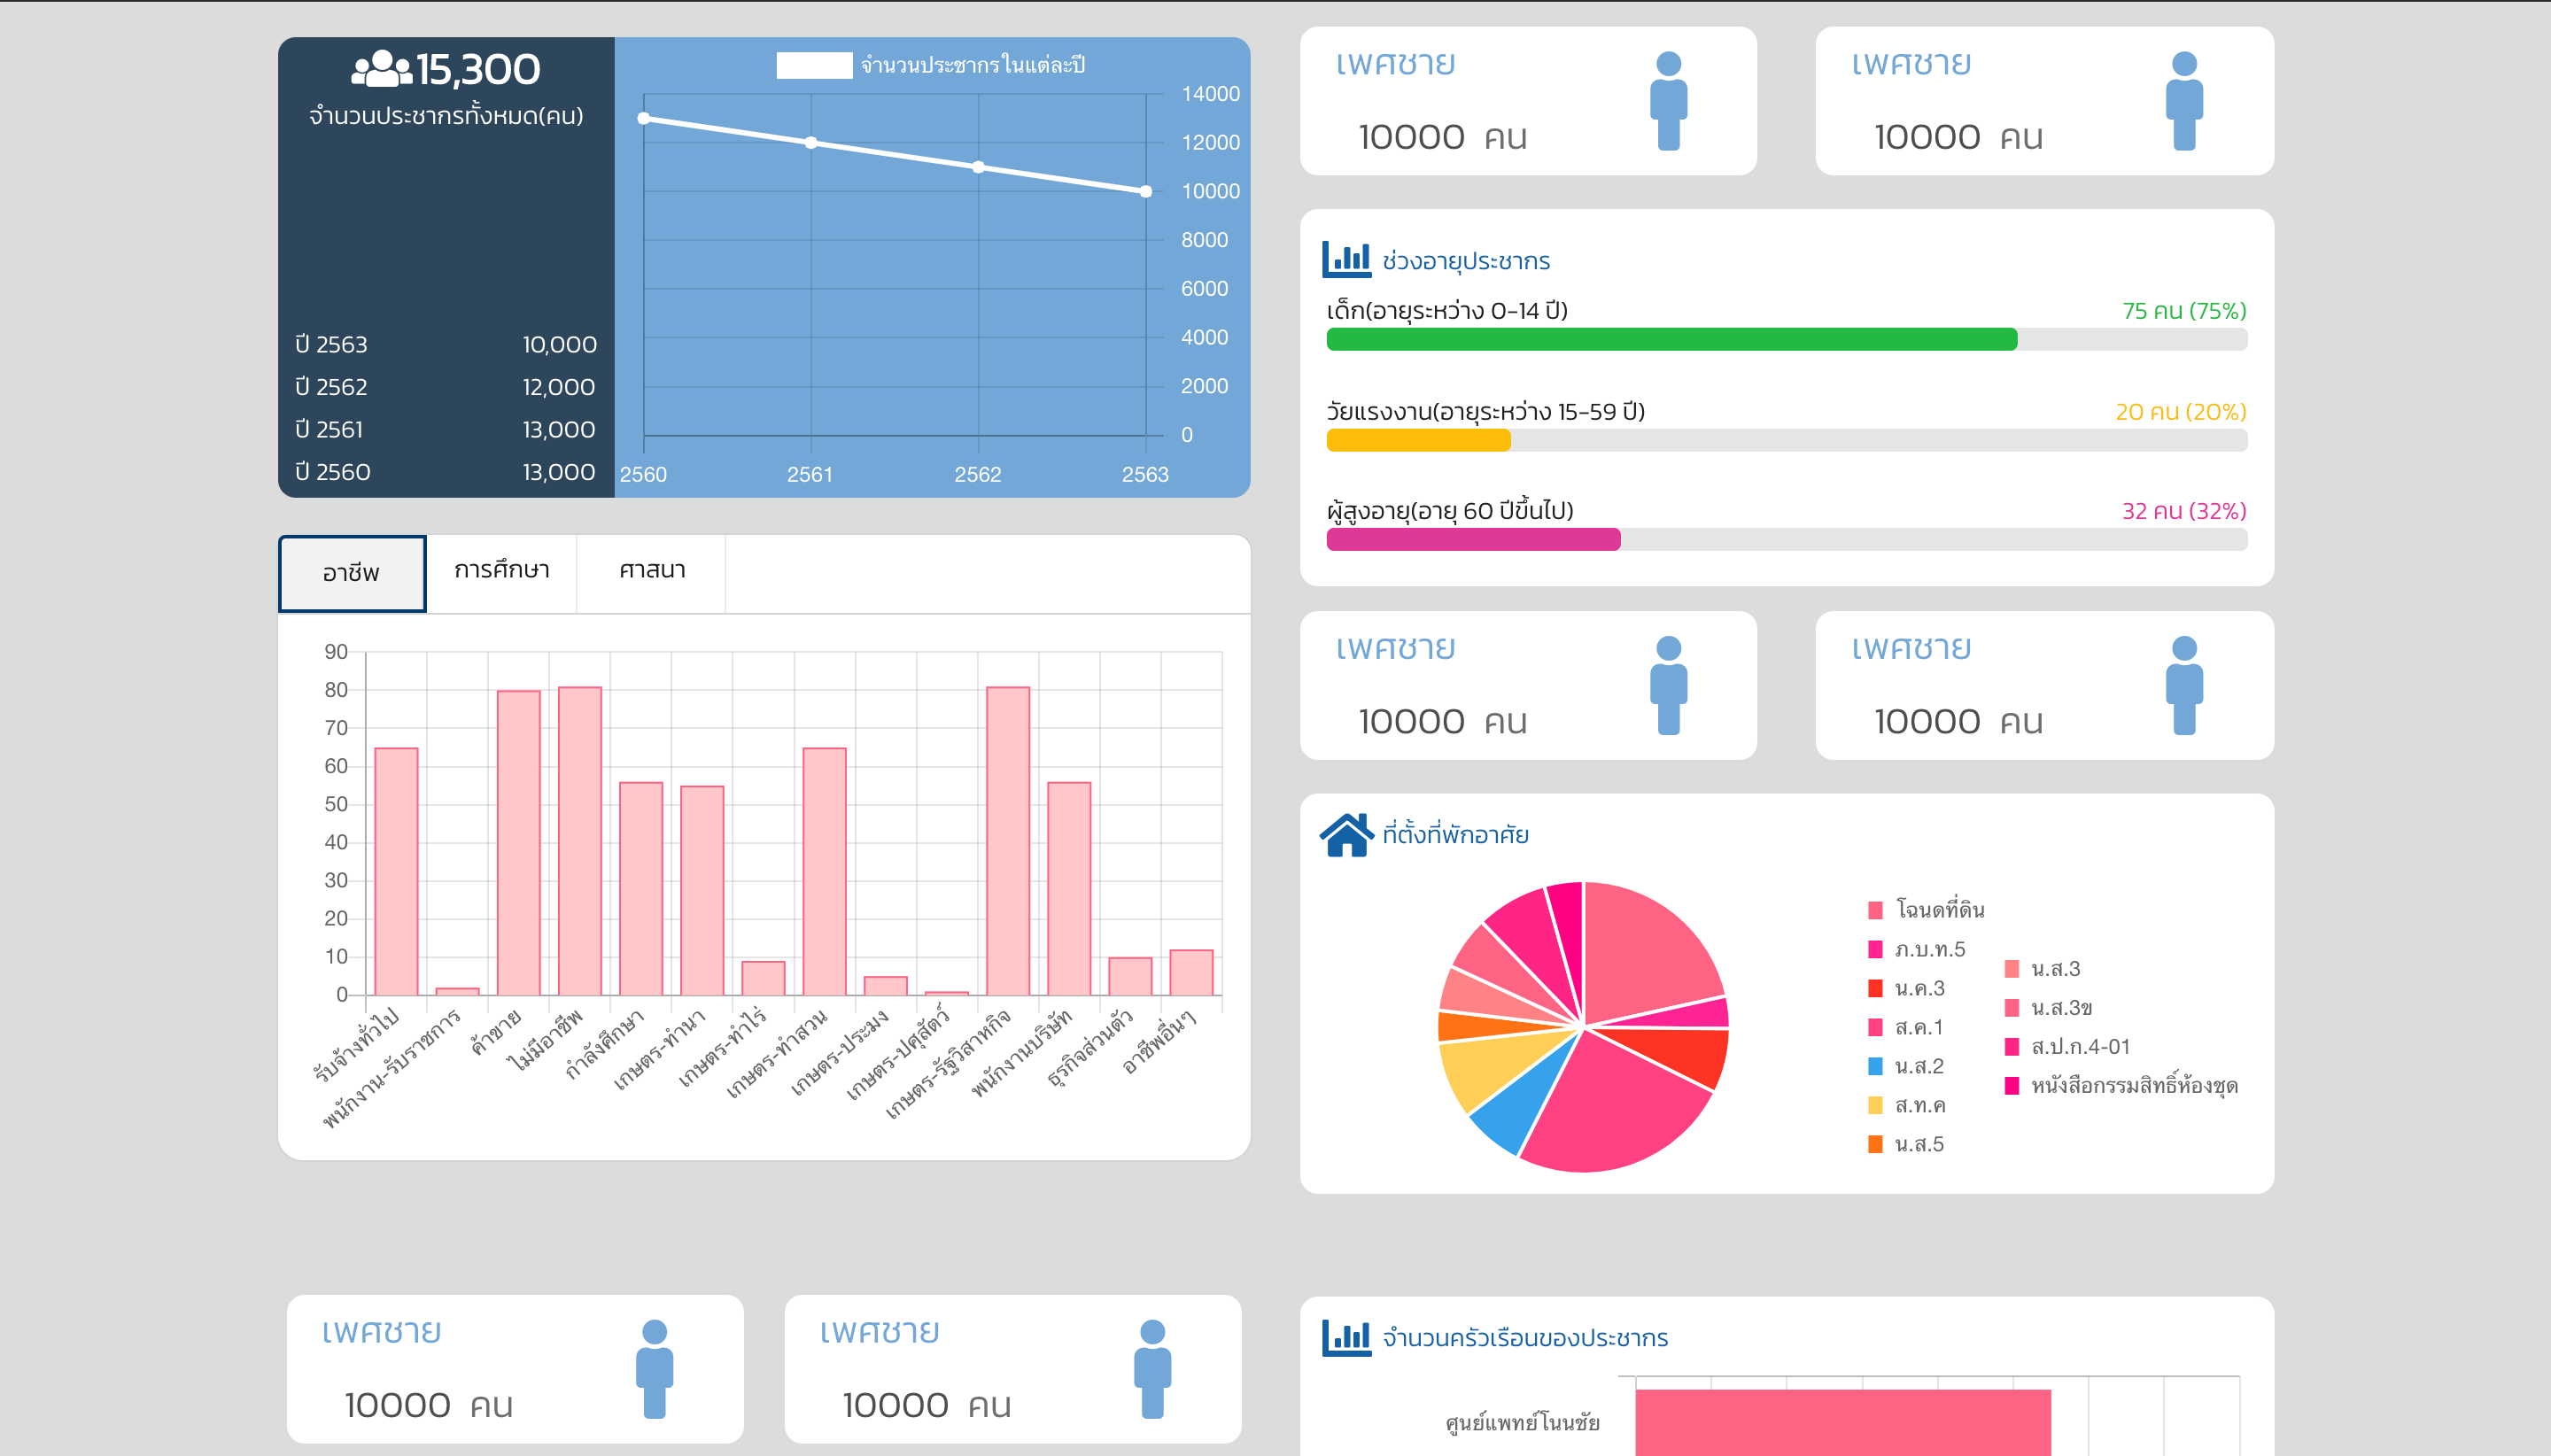 15,300
จำนวนประชากรทั้งหมด(คน)
ปี 2563 10,000
ปี 2562 12,000
ปี 2561 13,000
ปี 2560 13,000
จำนวนประชากรในแต่ละปี
14000
12000
10000
8000
6000
4000
2000
0
2560 2561 2562 2563
เพศชาย
10000 คน
เพศชาย
10000 คน
ช่วงอายุประชากร
เด็ก(อายุระหว่าง 0-14 ปี) 75 คน (75%)
วัยแรงงาน(อายุระหว่าง 15-59 ปี) 20 คน (20%)
ผู้สูงอายุ(อายุ 60 ปีขึ้นไป) 32 คน (32%)
อาชีพ การศึกษา ศาสนา
90
80
70
60
50
40
30
20
10
0
รับจ้างทั่วไป
พนักงาน-รับราชการ
ค้าขาย
ไม่มีอาชีพ
กำลังศึกษา
เกษตร-ทำนา
เกษตร-ทำไร่
เกษตร-ทำสวน
เกษตร-ประมง
เกษตร-ปศุสัตว์
เกษตร-รัฐวิสาหกิจ
พนักงานบริษัท
ธุรกิจส่วนตัว
อาชีพอื่นๆ
เพศชาย
10000 คน
เพศชาย
10000 คน
ที่ตั้งที่พักอาศัย
โฉนดที่ดิน
ภ.บ.ท.5
น.ค.3
ส.ค.1
น.ส.2
ส.ท.ค
น.ส.5
น.ส.3
น.ส.3ข
ส.ป.ก.4-01
หนังสือกรรมสิทธิ์ห้องชุด
เพศชาย
10000 คน
เพศชาย
10000 คน
จำนวนครัวเรือนของประชากร
ศูนย์แพทย์โนนชัย